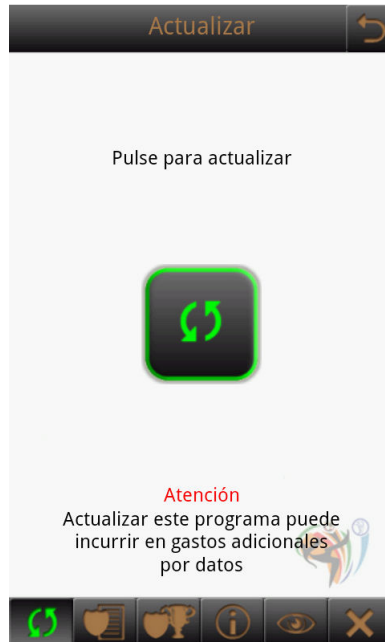 Actualizar
Pulse para actualizar
Atención
Actualizar este programa puede
incurrir en gastos adicionales
por datos